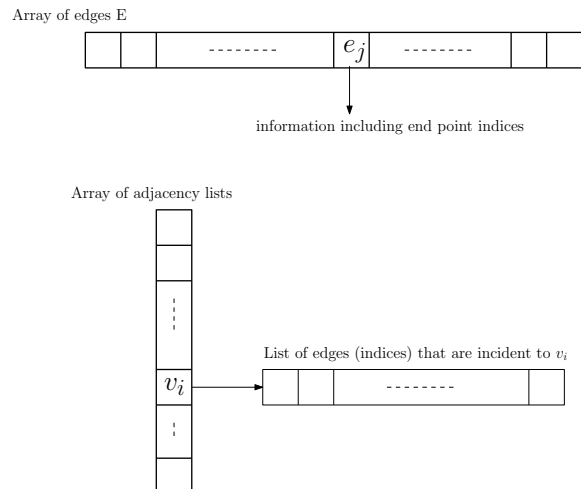 Array of edges E
e_j
information including end point indices
Array of adjacency lists
List of edges (indices) that are incident to v_i
v_i